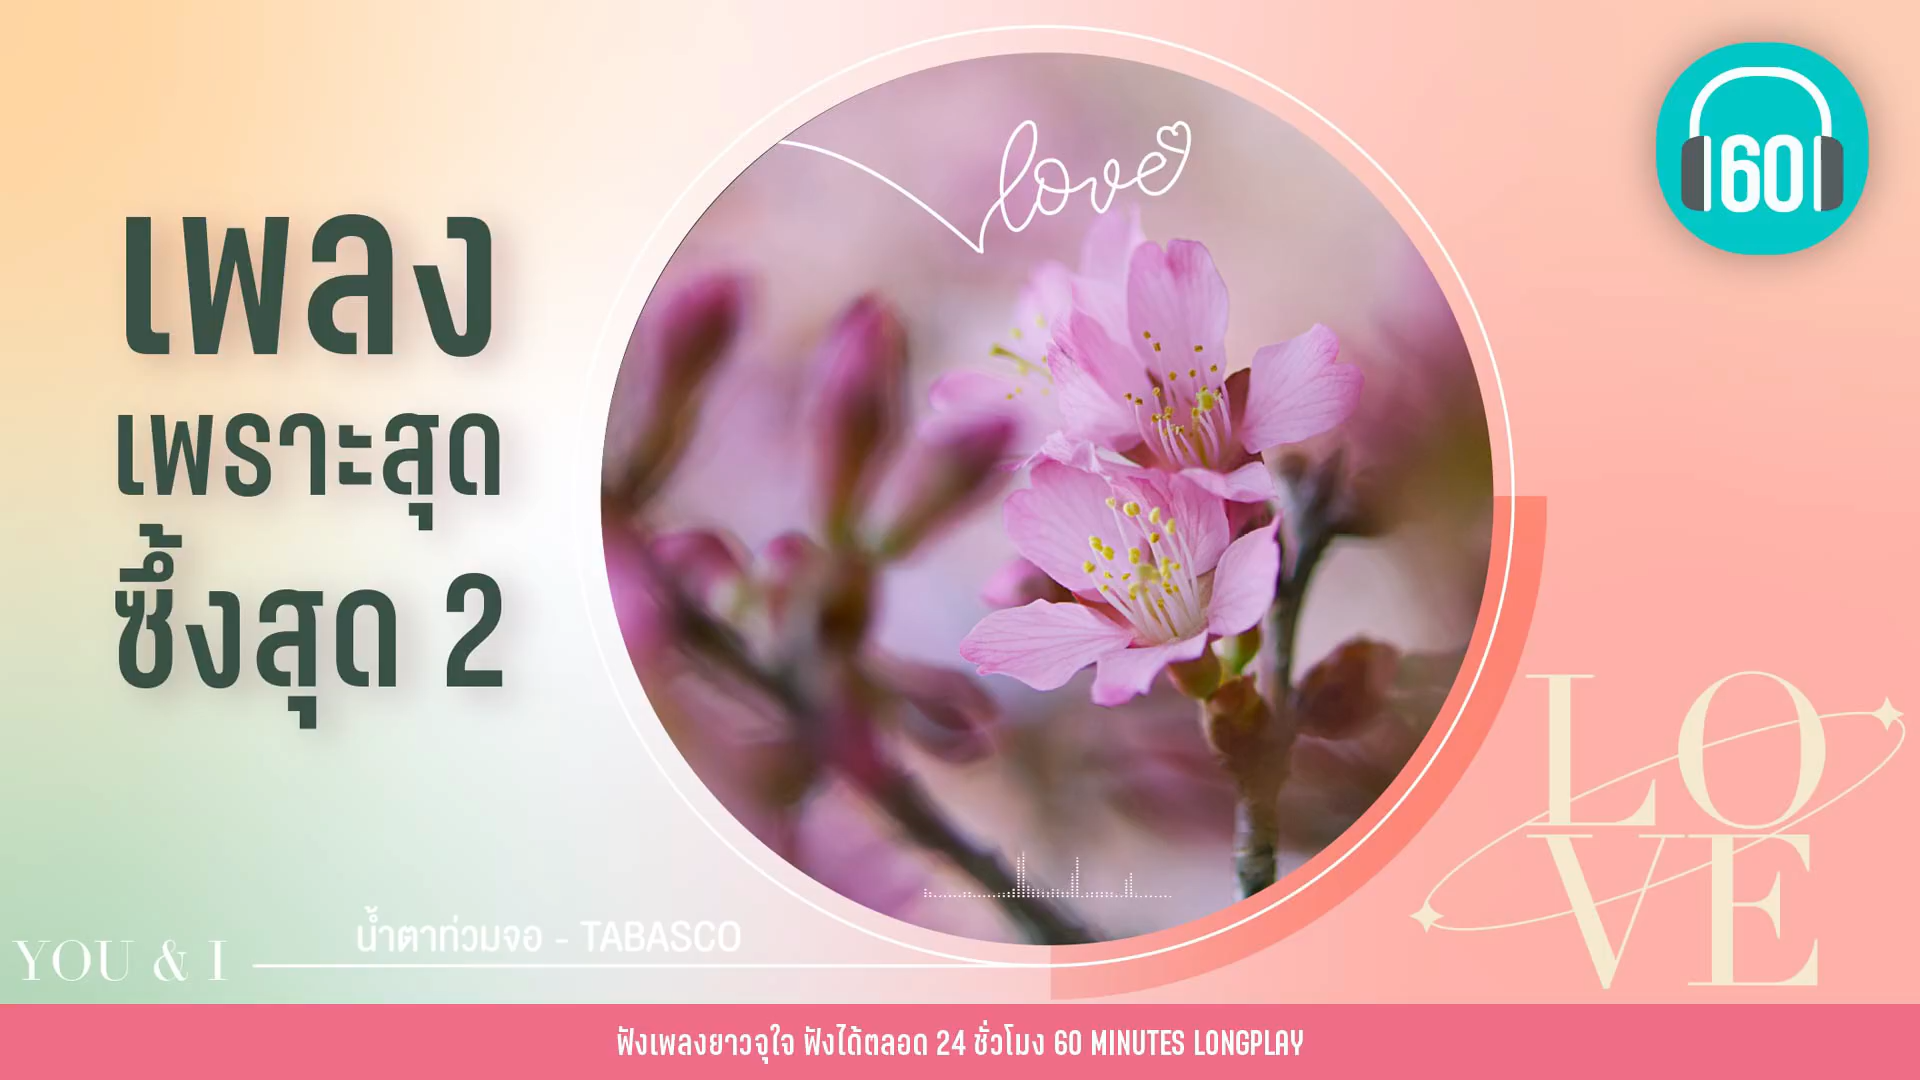 เพลง
เพราะสุด
ซึ้งสุด 2
love
60
LO
VE
น้ำตาท่วมจอ - TABASCO
YOU & I
ฟังเพลงยาวจุใจ ฟังได้ตลอด 24 ชั่วโมง 60 MINUTES LONGPLAY